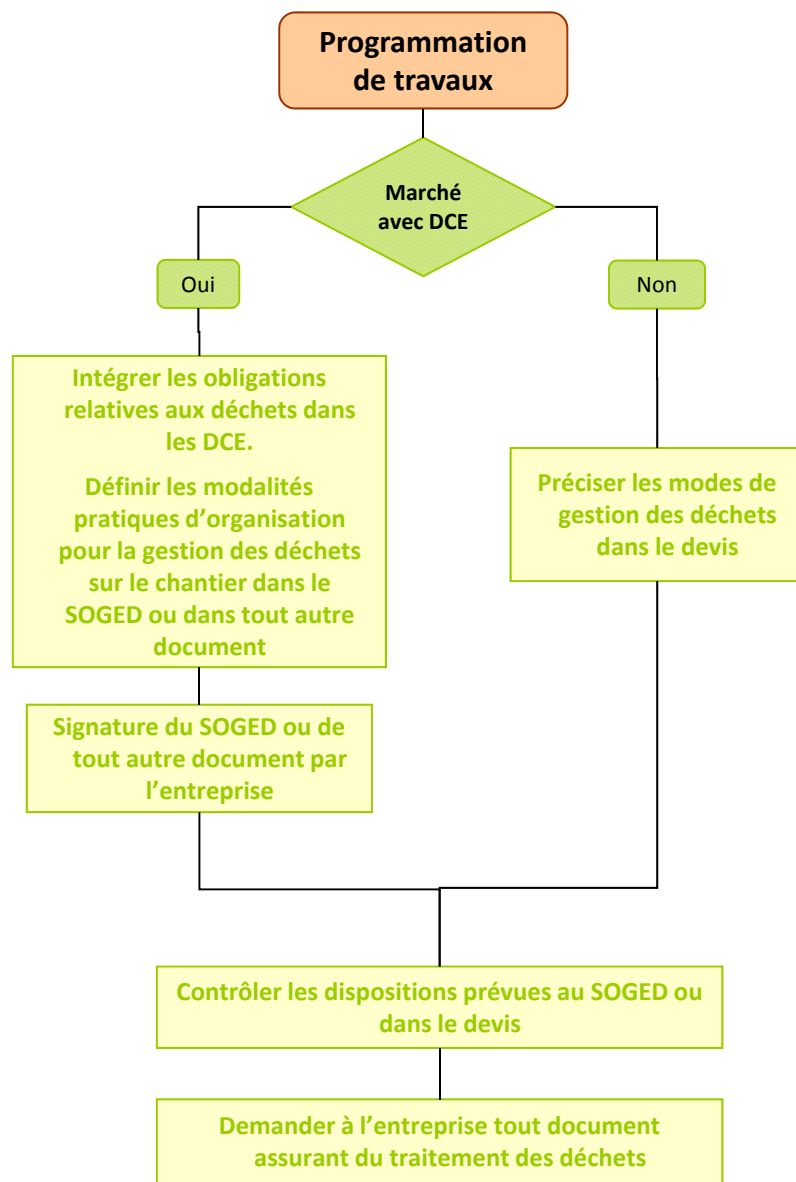 Programmation
de travaux
Marché
avec DCE
Oui
Non
Intégrer les obligations
relatives aux déchets dans
les DCE.
Définir les modalités
pratiques d’organisation
pour la gestion des déchets
sur le chantier dans le
SOGED ou dans tout autre
document
Préciser les modes de
gestion des déchets
dans le devis
Signature du SOGED ou de
tout autre document par
l’entreprise
Contrôler les dispositions prévues au SOGED ou
dans le devis
Demander à l’entreprise tout document
assurant du traitement des déchets